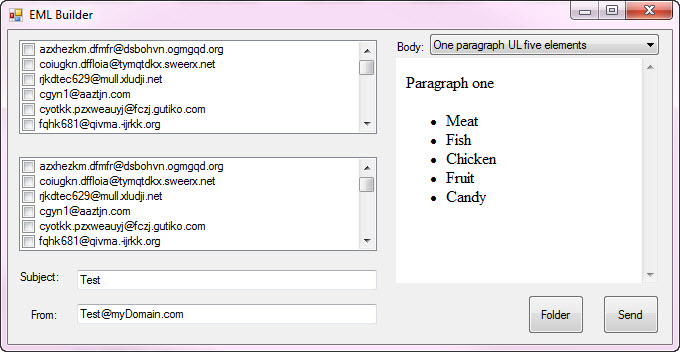 EML Builder
azxhezkm.dfmfr@dsbohvn.ogmgqd.org
coiugkn.dffloia@tymqtdkx.sweerx.net
rjkdtec629@mull.xludji.net
cgyn1@aaztjn.com
cyotkk.pzxweauyj@fczj.gutiko.com
fqhk681@qivma.-ijrkk.org
azxhezkm.dfmfr@dsbohvn.ogmgqd.org
coiugkn.dffloia@tymqtdkx.sweerx.net
rjkdtec629@mull.xludji.net
cgyn1@aaztjn.com
cyotkk.pzxweauyj@fczj.gutiko.com
fqhk681@qivma.-ijrkk.org
Subject: Test
From: Test@myDomain.com
Body: One paragraph UL five elements
Paragraph one
• Meat
• Fish
• Chicken
• Fruit
• Candy
Folder Send